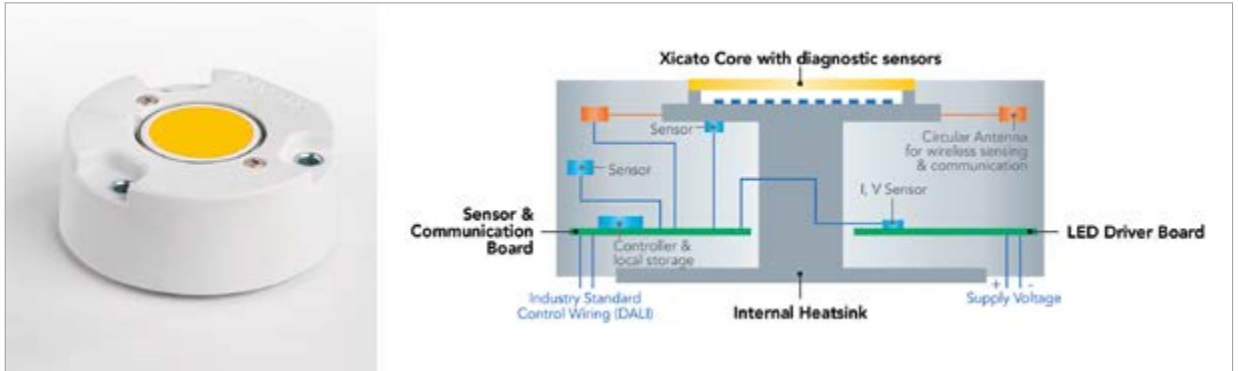 Xicato Core with diagnostic sensors
Sensor
Circular Antenna
for wireless sensing
& communication
Sensor
I, V Sensor
Sensor &
Communication
Board
Controller &
local storage
LED Driver Board
Industry Standard
Control Wiring (DALI)
Internal Heatsink
+
-
Supply Voltage